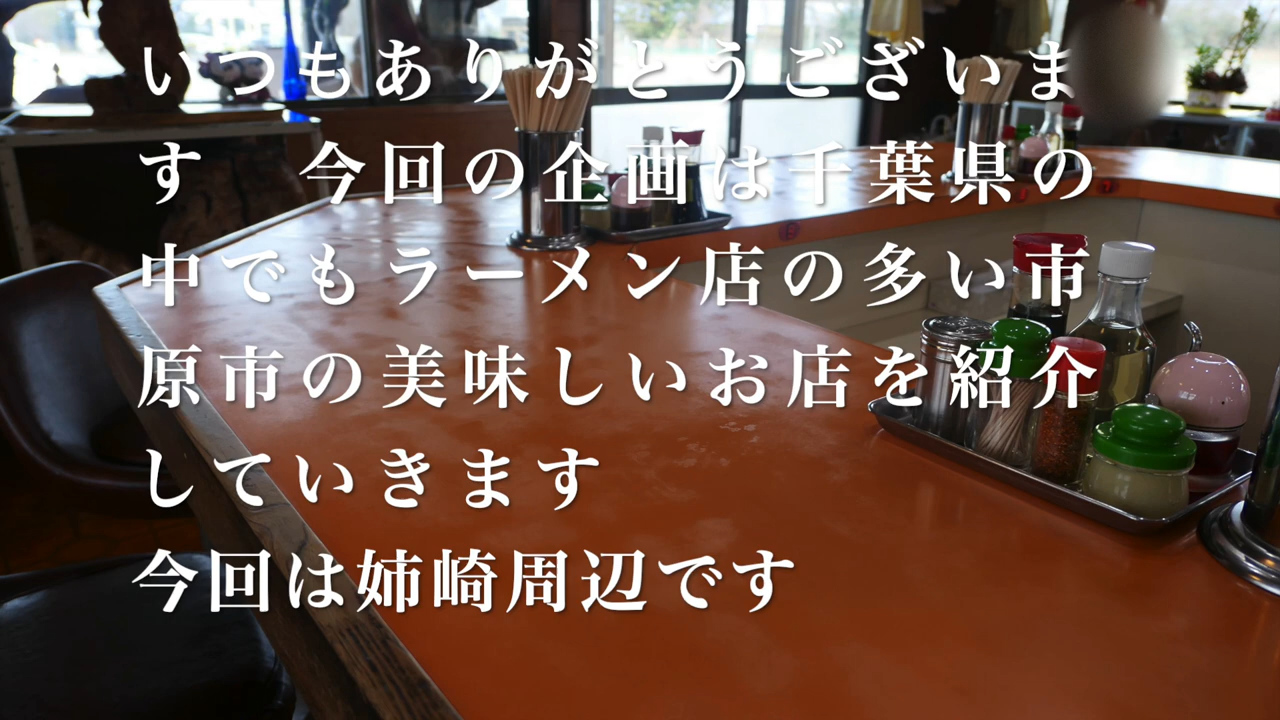 いつもありがとうございま
す　今回の企画は千葉県の
中でもラーメン店の多い市
原市の美味しいお店を紹介
していきます
今回は姉崎周辺です